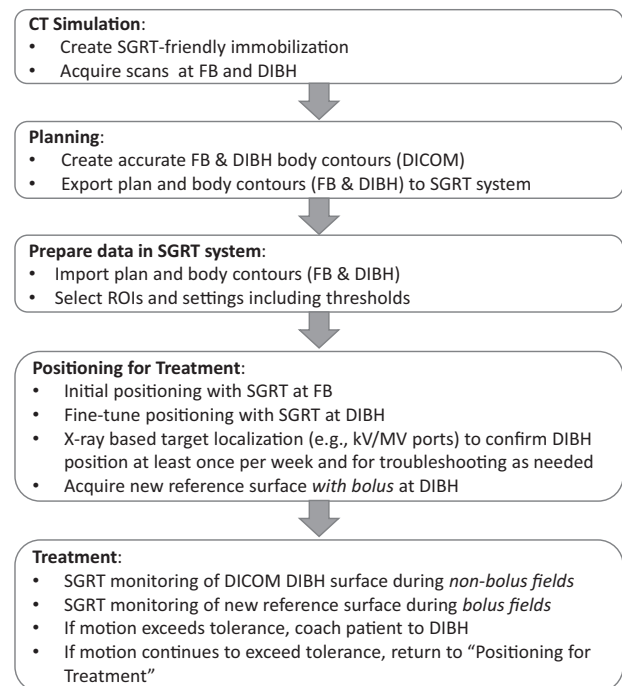 CT Simulation:
• Create SGRT-friendly immobilization
• Acquire scans at FB and DIBH
Planning:
• Create accurate FB & DIBH body contours (DICOM)
• Export plan and body contours (FB & DIBH) to SGRT system
Prepare data in SGRT system:
• Import plan and body contours (FB & DIBH)
• Select ROIs and settings including thresholds
Positioning for Treatment:
• Initial positioning with SGRT at FB
• Fine-tune positioning with SGRT at DIBH
• X-ray based target localization (e.g., kV/MV ports) to confirm DIBH
position at least once per week and for troubleshooting as needed
• Acquire new reference surface with bolus at DIBH
Treatment:
• SGRT monitoring of DICOM DIBH surface during non-bolus fields
• SGRT monitoring of new reference surface during bolus fields
• If motion exceeds tolerance, coach patient to DIBH
• If motion continues to exceed tolerance, return to “Positioning for
Treatment”